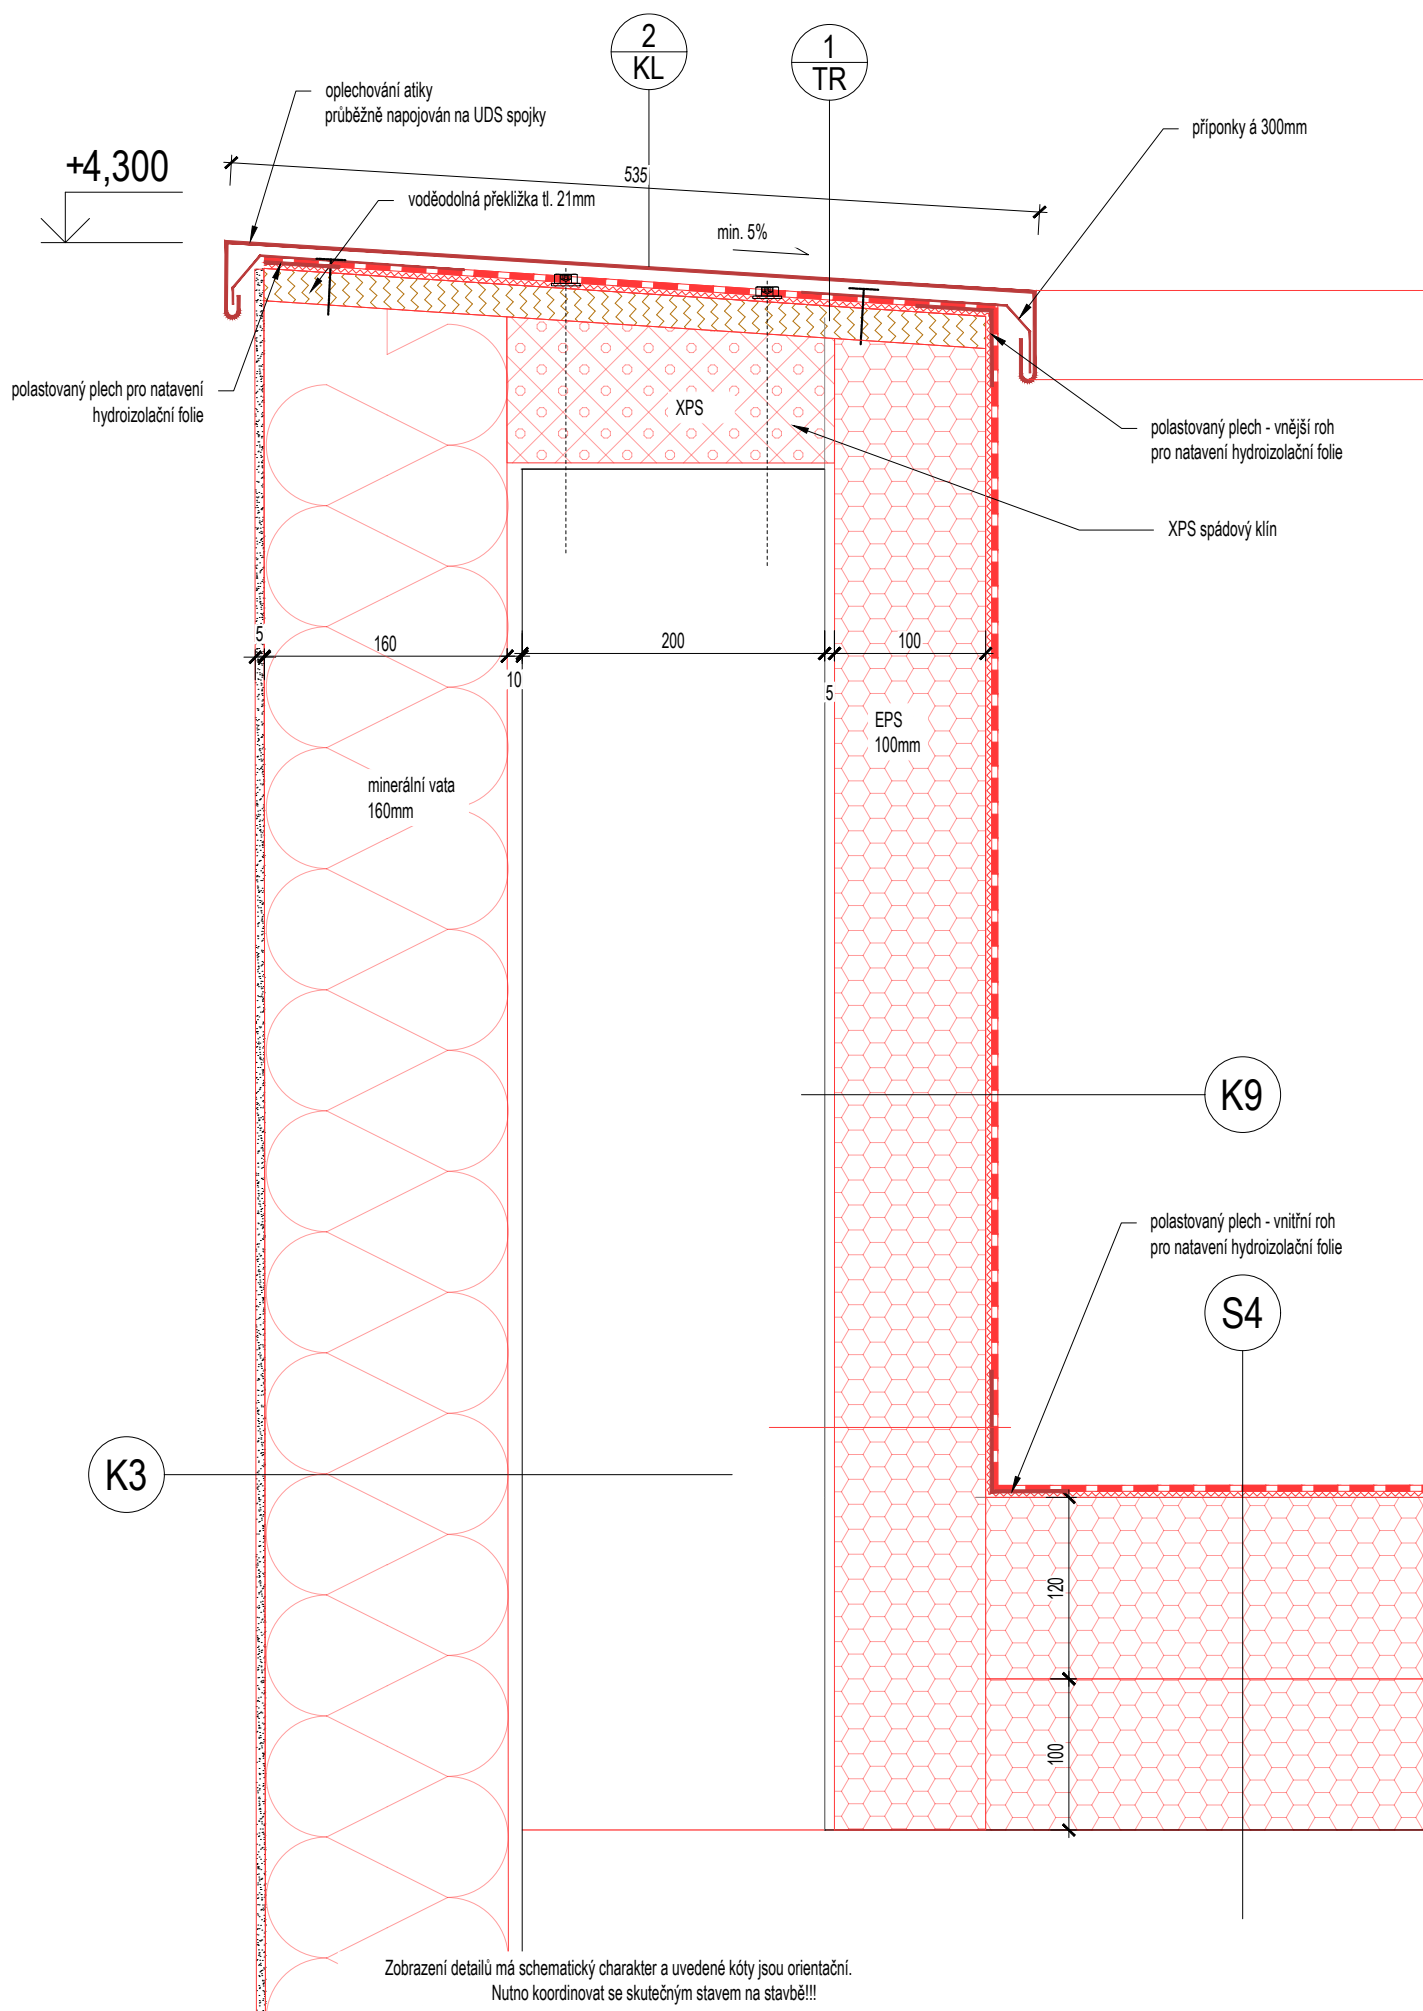 2
KL
1
TR
oplechování atiky
průběžně napojován na UDS spojky
příponky á 300mm
+4,300
535
voděodolná překližka tl. 21mm
min. 5%
polastovaný plech pro natavení
hydroizolační folie
XPS
polastovaný plech - vnější roh
pro natavení hydroizolační folie
XPS spádový klín
5
160
10
200
5
100
EPS
100mm
minerální vata
160mm
K9
polastovaný plech - vnitřní roh
pro natavení hydroizolační folie
S4
K3
120
100
Zobrazení detailů má schematický charakter a uvedené kóty jsou orientační.
Nutno koordinovat se skutečným stavem na stavbě!!!